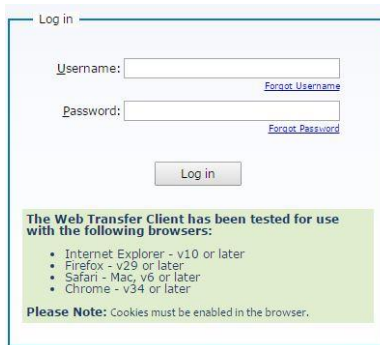 Log in
Username:
Forgot Username
Password:
Forgot Password
Log in
The Web Transfer Client has been tested for use
with the following browsers:
• Internet Explorer - v10 or later
• Firefox - v29 or later
• Safari - Mac, v6 or later
• Chrome - v34 or later
Please Note: Cookies must be enabled in the browser.